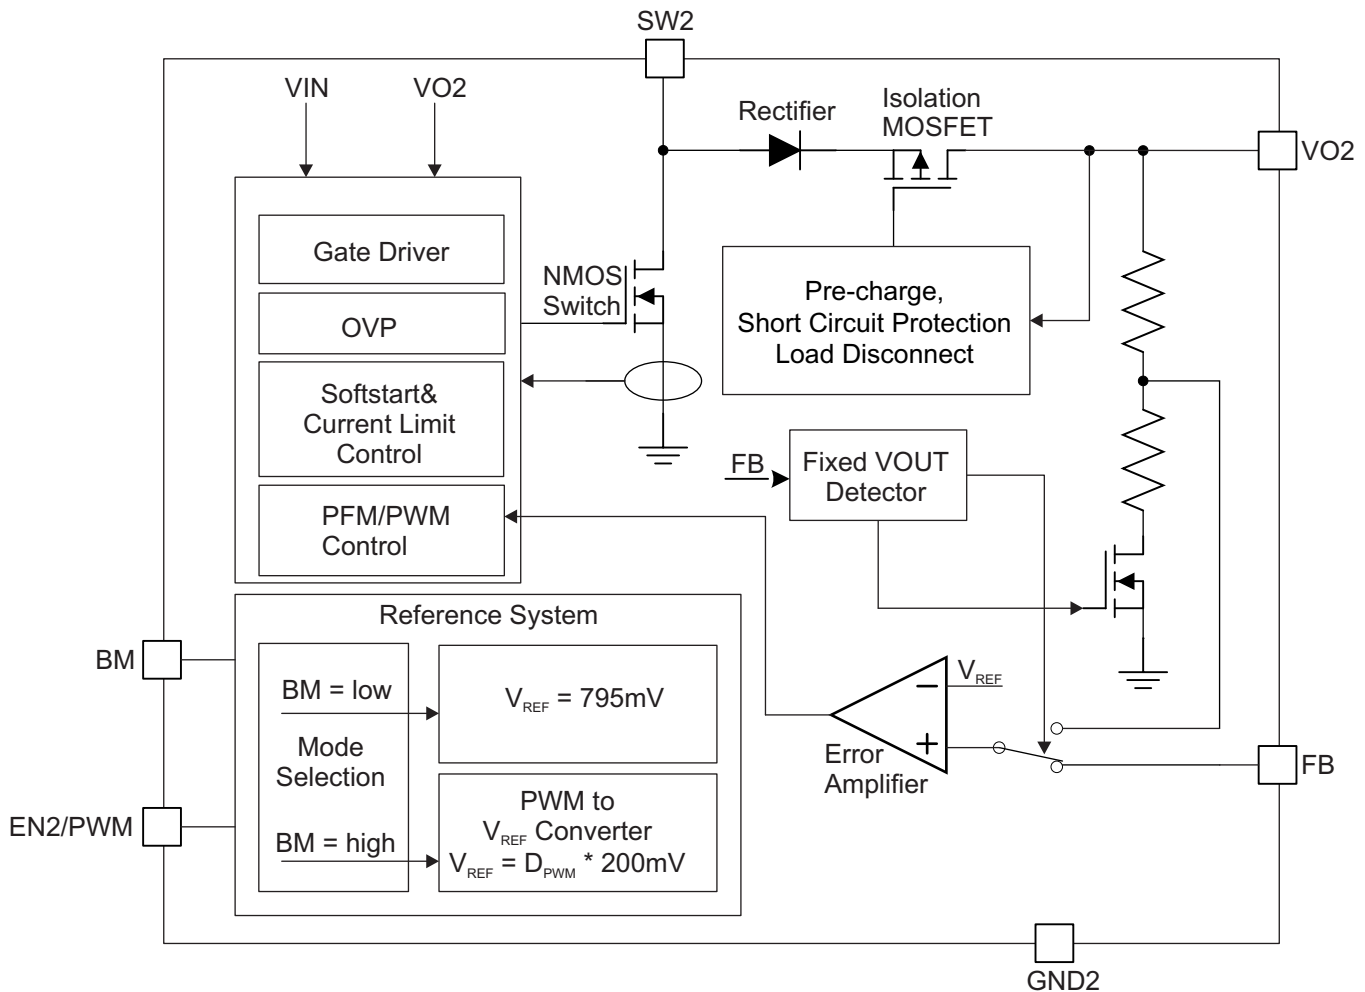 SW2
VIN
VO2
Rectifier
Isolation
MOSFET
VO2
Gate Driver
OVP
Softstart&
Current Limit
Control
PFM/PWM
Control
NMOS
Switch
Pre-charge,
Short Circuit Protection
Load Disconnect
FB
Fixed VOUT
Detector
Reference System
BM
BM = low
VREF = 795mV
Mode
Selection
EN2/PWM
BM = high
PWM to
VREF Converter
VREF = DPWM * 200mV
VREF
−
+
Error
Amplifier
FB
GND2